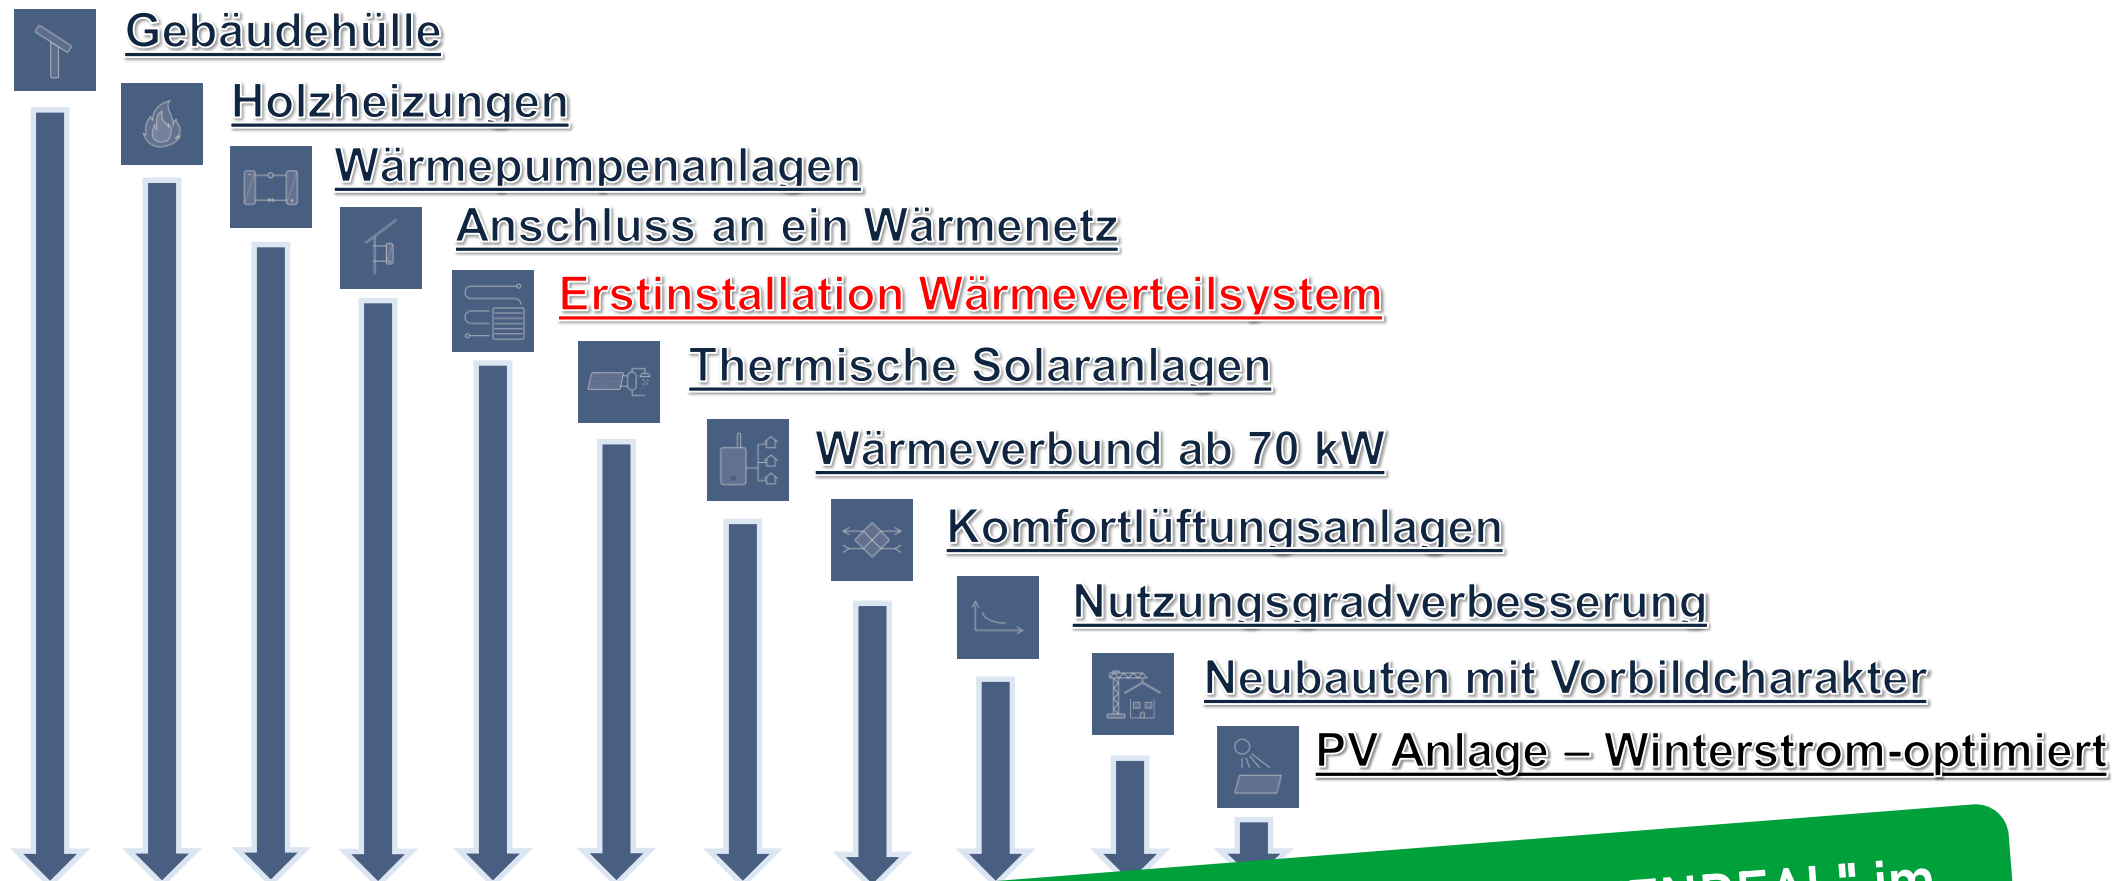 Gebäudehülle
Holzheizungen
Wärmepumpenanlagen
Anschluss an ein Wärmenetz
Erstinstallation Wärmeverteilsystem
Thermische Solaranlagen
Wärmeverbund ab 70 kW
Komfortlüftungsanlagen
Nutzungsgradverbesserung
Neubauten mit Vorbildcharakter
PV Anlage – Winterstrom-optimiert
im